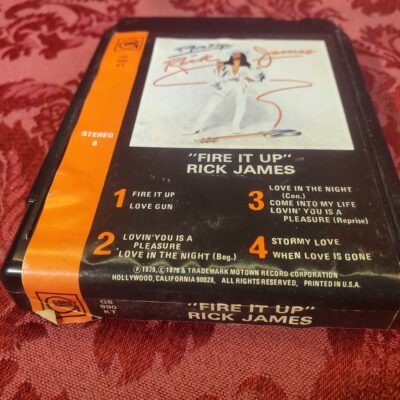 Rick James
STEREO
8
"FIRE IT UP"
RICK JAMES
1 FIRE IT UP
LOVE GUN
2 LOVIN' YOU IS A
PLEASURE
LOVE IN THE NIGHT (Beg.)
3 LOVE IN THE NIGHT
(Con.)
COME INTO MY LIFE
LOVIN' YOU IS A
PLEASURE (Reprise)
4 STORMY LOVE
WHEN LOVE IS GONE
℗ 1979, © 1979 & TRADEMARK MOTOWN RECORD CORPORATION
HOLLYWOOD, CALIFORNIA 90028, ALL RIGHTS RESERVED, PRINTED IN U.S.A.
GORDY
G8
990
KT
"FIRE IT UP"
RICK JAMES